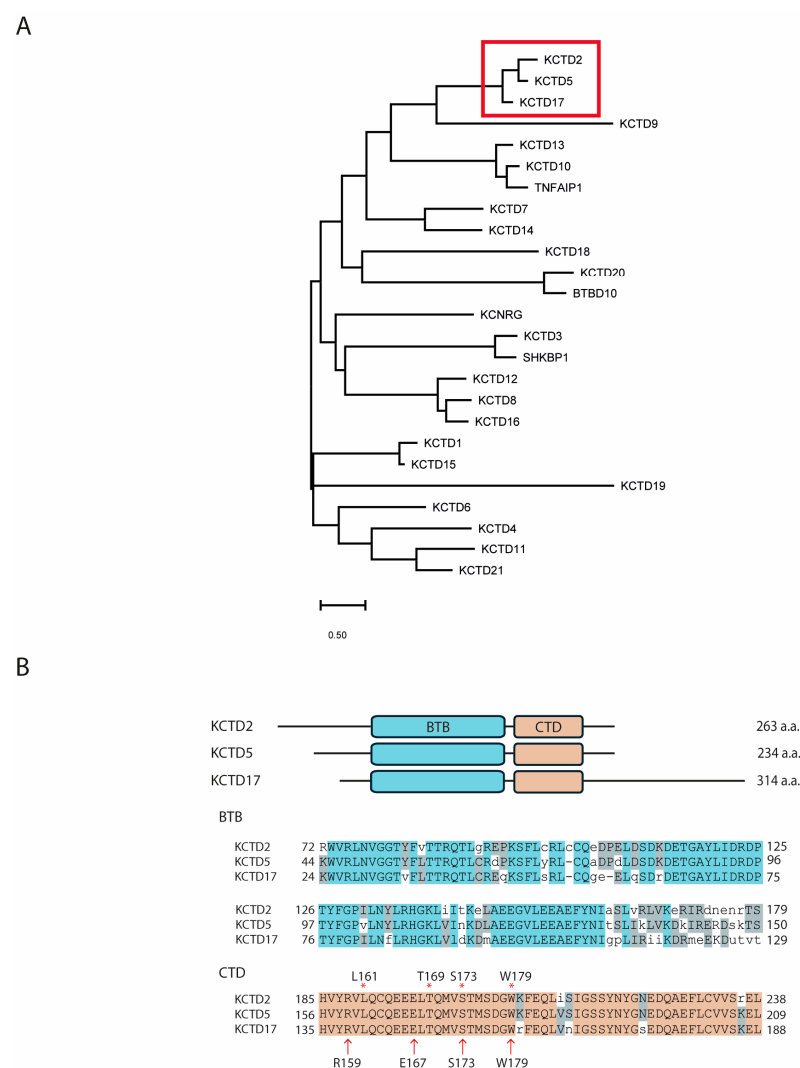 A
KCTD2
KCTD5
KCTD17
KCTD9
KCTD13
KCTD10
TNFAIP1
KCTD7
KCTD14
KCTD18
KCTD20
BTBD10
KCNRG
KCTD3
SHKBP1
KCTD12
KCTD8
KCTD16
KCTD1
KCTD15
KCTD19
KCTD6
KCTD4
KCTD11
KCTD21
0.50
B
KCTD2 BTB CTD 263 a.a.
KCTD5 234 a.a.
KCTD17 314 a.a.
BTB
KCTD2 72 RWVRLNVGGTYFvTTRQTLgREPKSFLcRLcCQeDPELDSDKDETGAYLIDRDP 125
KCTD5 44 KWVRLNVGGTYFLTTRQTLCRdPKSFLyRL-CQaDPdLDSDKDETGAYLIDRDP 96
KCTD17 24 KWVRLNVGGTvFLTTRQTLCREqKSFLsRL-CQge-ELqSDrDETGAYLIDRDP 75
KCTD2 126 TYFGPILNYLRHGKLiItKeLAEEGVLEEAEFYNIaSLvRLVKeRIRdnenrTS 179
KCTD5 97 TYFGPvLNYLRHGKLVInKDLAEEGVLEEAEFYNItSLIkLVKDkIRERDskTS 150
KCTD17 76 TYFGPILNfLRHGKLVldKDmAEEGVLEEAEFYNIgpLIRiiKDRmeEKDutvt 129
CTD
L161 T169 S173 W179
* * * *
KCTD2 185 HVYRVLQCQEEELTQMVSTMSDGWKFEQLiSIGSSYNYGNEDQAEFLCVVSrEL 238
KCTD5 156 HVYRVLQCQEEELTQMVSTMSDGWKFEQLVSIGSSYNYGNEDQAEFLCVVSKEL 209
KCTD17 135 HVYRVLQCQEEELTQMVSTMSDGWrFEQLVnIGSSYNYGsEDQAEFLCVVSKEL 188
R159 E167 S173 W179